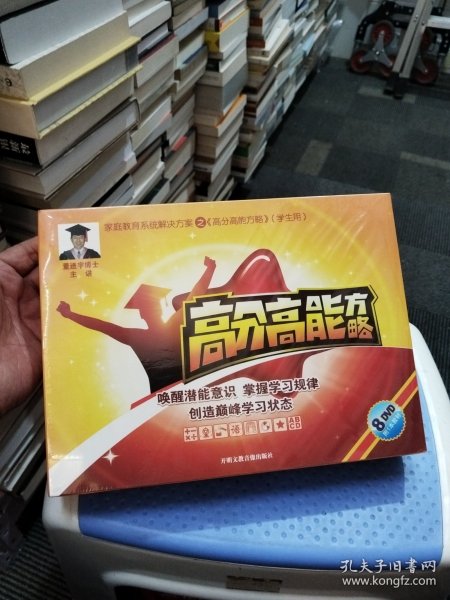 家庭教育系统解决方案之《高分高能方略》(学生用)
董进宇博士
主讲
高分高能方略
唤醒潜能意识 掌握学习规律
创造巅峰学习状态
8DVD
开明文教音像出版社
孔夫子旧书网
www.kongfz.com